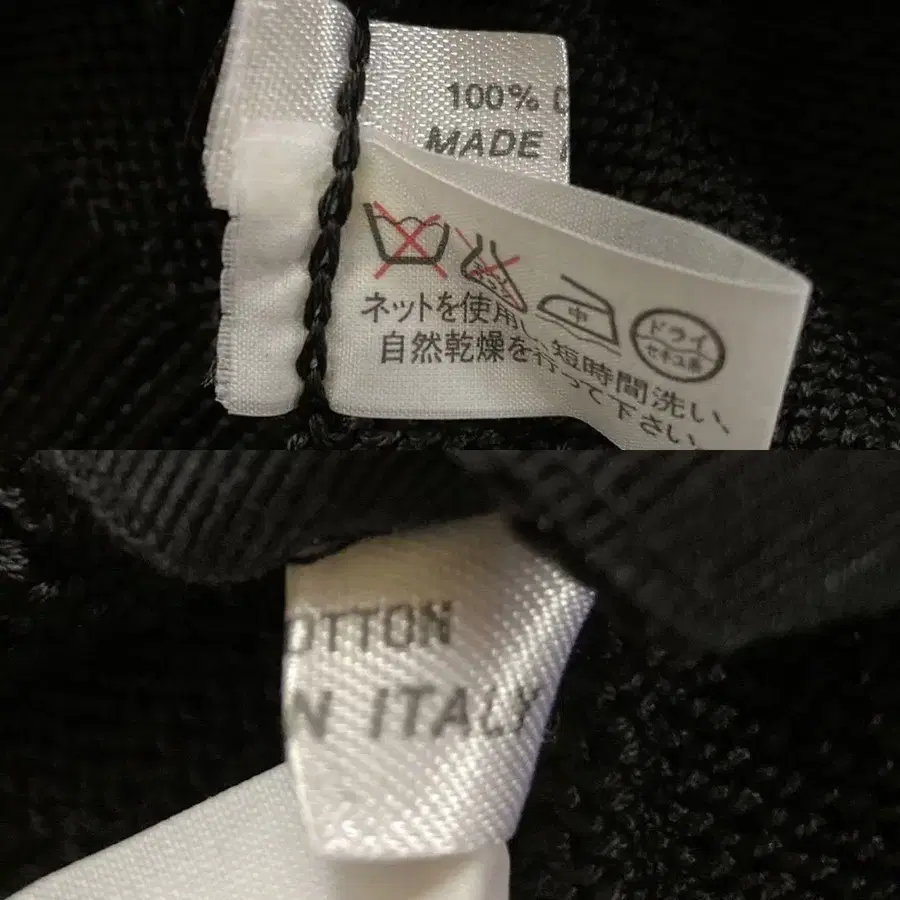 100%
MADE
中
ドライ
セキユ系
ネットを使用し、短時間洗い、
自然乾燥を行って下さい
OTTON
N ITALY